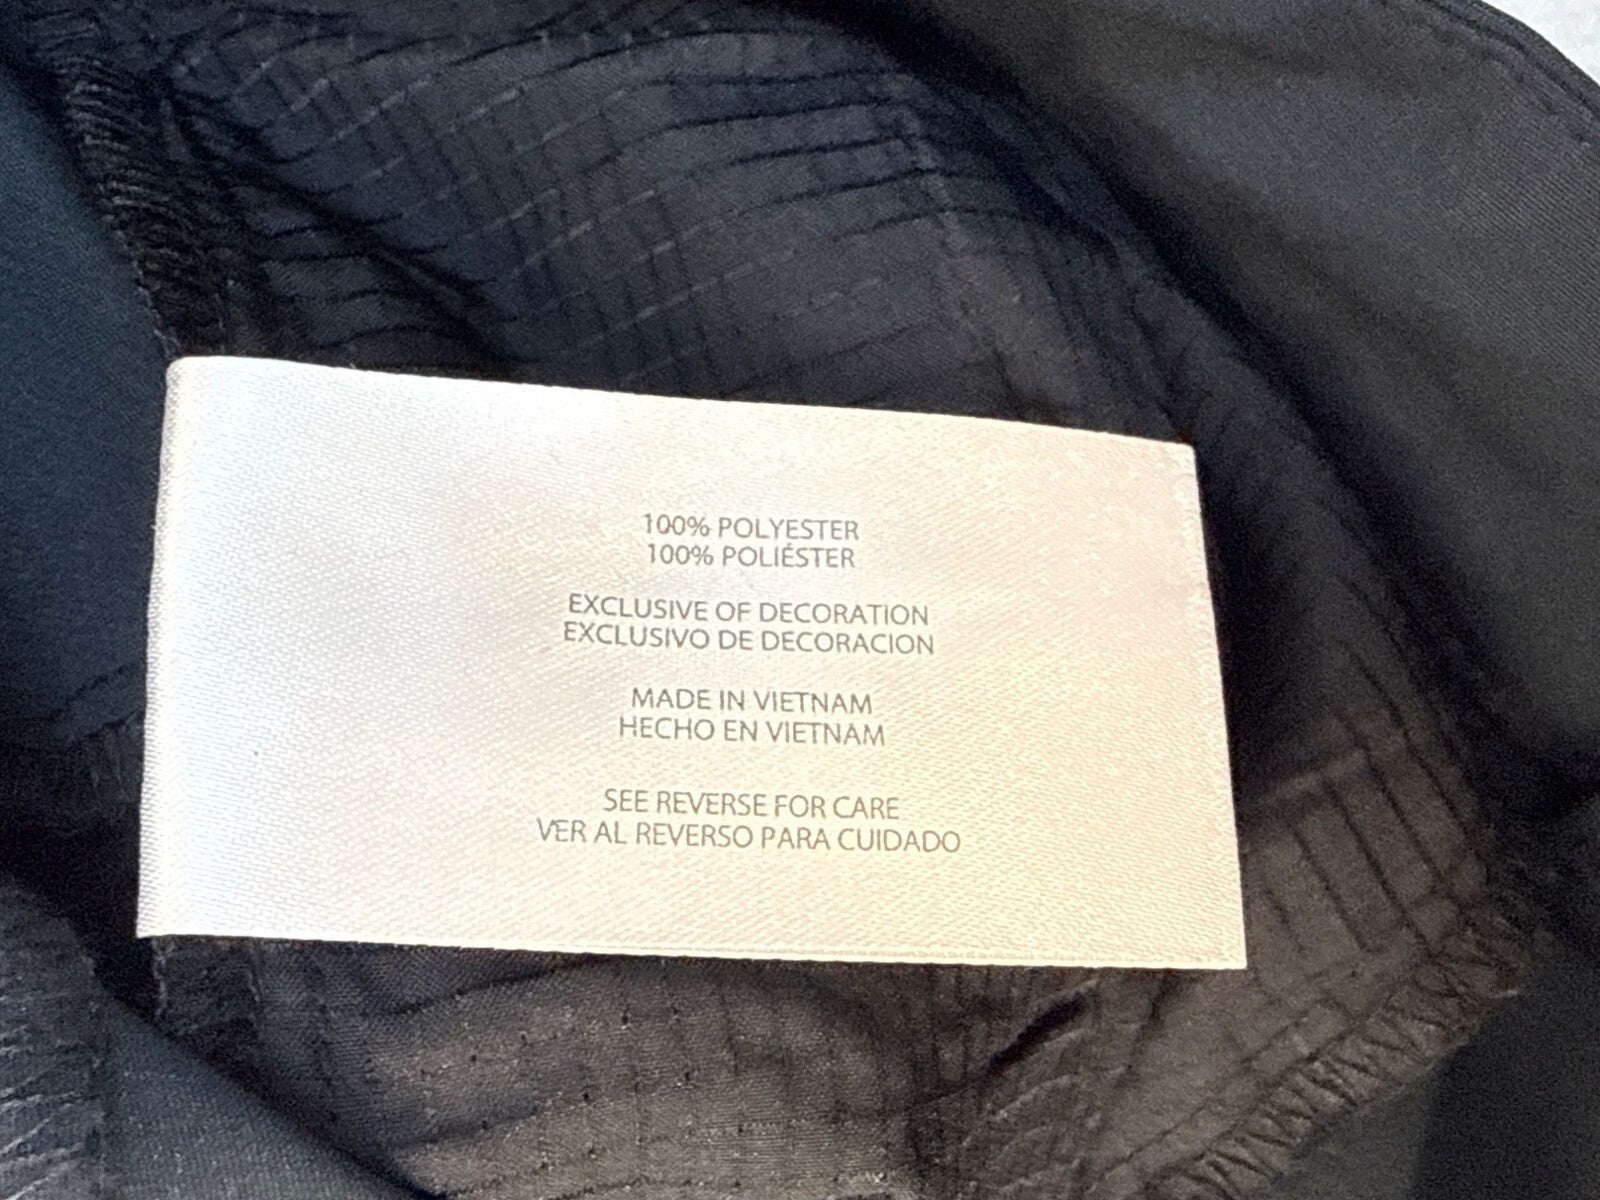 100% POLYESTER
100% POLIÉSTER
EXCLUSIVE OF DECORATION
EXCLUSIVO DE DECORACION
MADE IN VIETNAM
HECHO EN VIETNAM
SEE REVERSE FOR CARE
VER AL REVERSO PARA CUIDADO